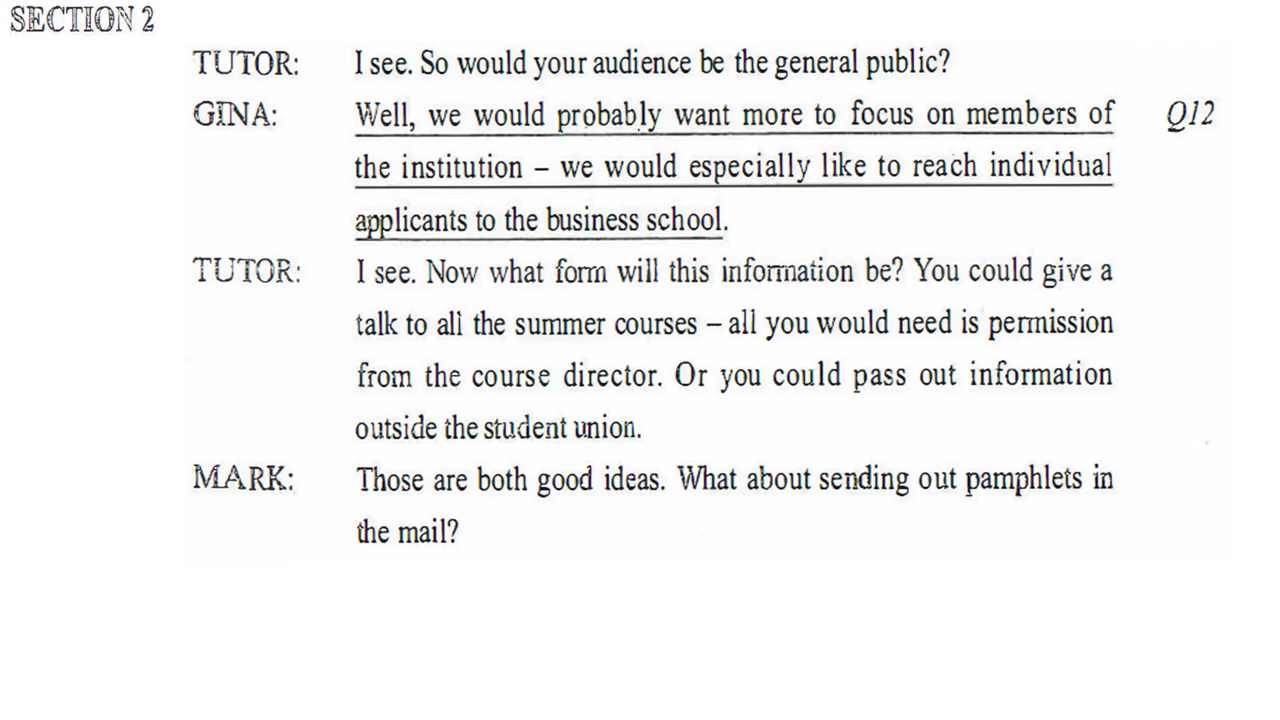 SECTION 2
TUTOR: I see. So would your audience be the general public?
GINA: Well, we would probably want more to focus on members of Q12
the institution – we would especially like to reach individual
applicants to the business school.
TUTOR: I see. Now what form will this information be? You could give a
talk to all the summer courses – all you would need is permission
from the course director. Or you could pass out information
outside the student union.
MARK: Those are both good ideas. What about sending out pamphlets in
the mail?